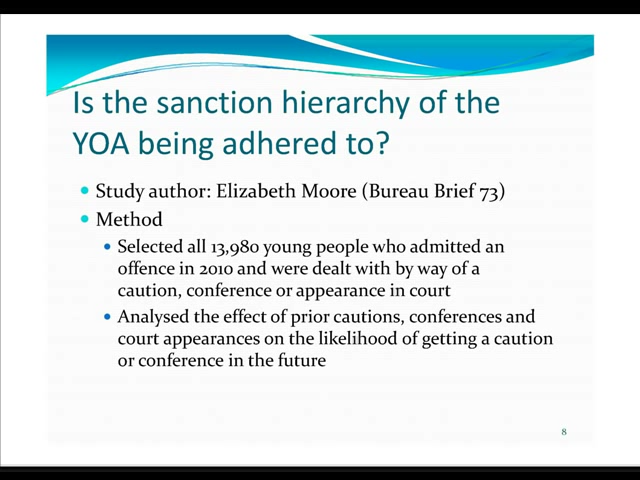 Is the sanction hierarchy of the
YOA being adhered to?
Study author: Elizabeth Moore (Bureau Brief 73)
Method
Selected all 13,980 young people who admitted an
offence in 2010 and were dealt with by way of a
caution, conference or appearance in court
Analysed the effect of prior cautions, conferences and
court appearances on the likelihood of getting a caution
or conference in the future
8